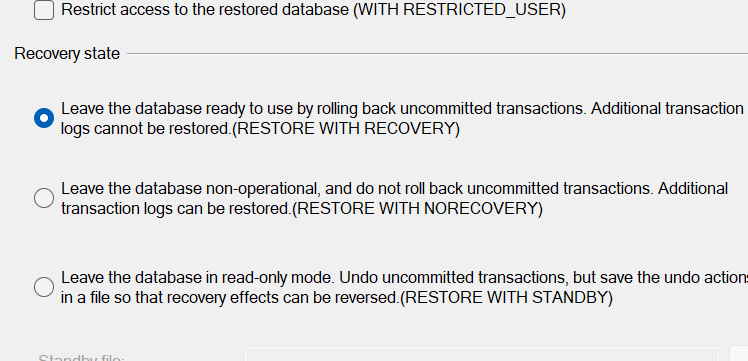 Restrict access to the restored database (WITH RESTRICTED_USER)
Recovery state
Leave the database ready to use by rolling back uncommitted transactions. Additional transaction
logs cannot be restored.(RESTORE WITH RECOVERY)
Leave the database non-operational, and do not roll back uncommitted transactions. Additional
transaction logs can be restored.(RESTORE WITH NORECOVERY)
Leave the database in read-only mode. Undo uncommitted transactions, but save the undo actions
in a file so that recovery effects can be reversed.(RESTORE WITH STANDBY)
Standby file: